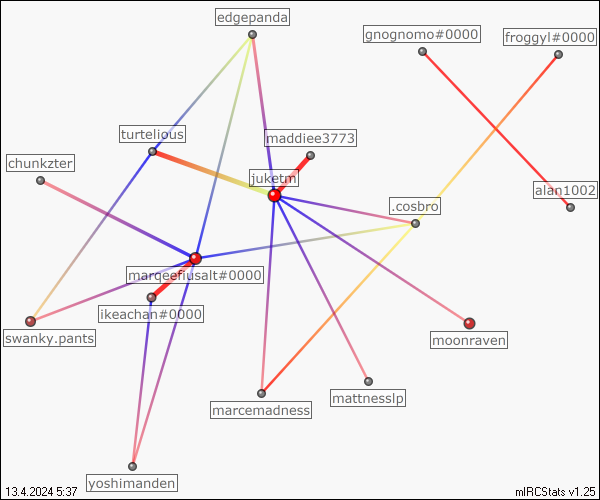 edgepanda
gnognomo#0000
froggyl#0000
turtelious
maddiee3773
chunkzter
juketm
alan1002
.cosbro
marqeefiusalt#0000
ikeachan#0000
swanky.pants
moonraven
mattnesslp
marcemadness
yoshimanden
13.4.2024 5:37
mIRCStats v1.25